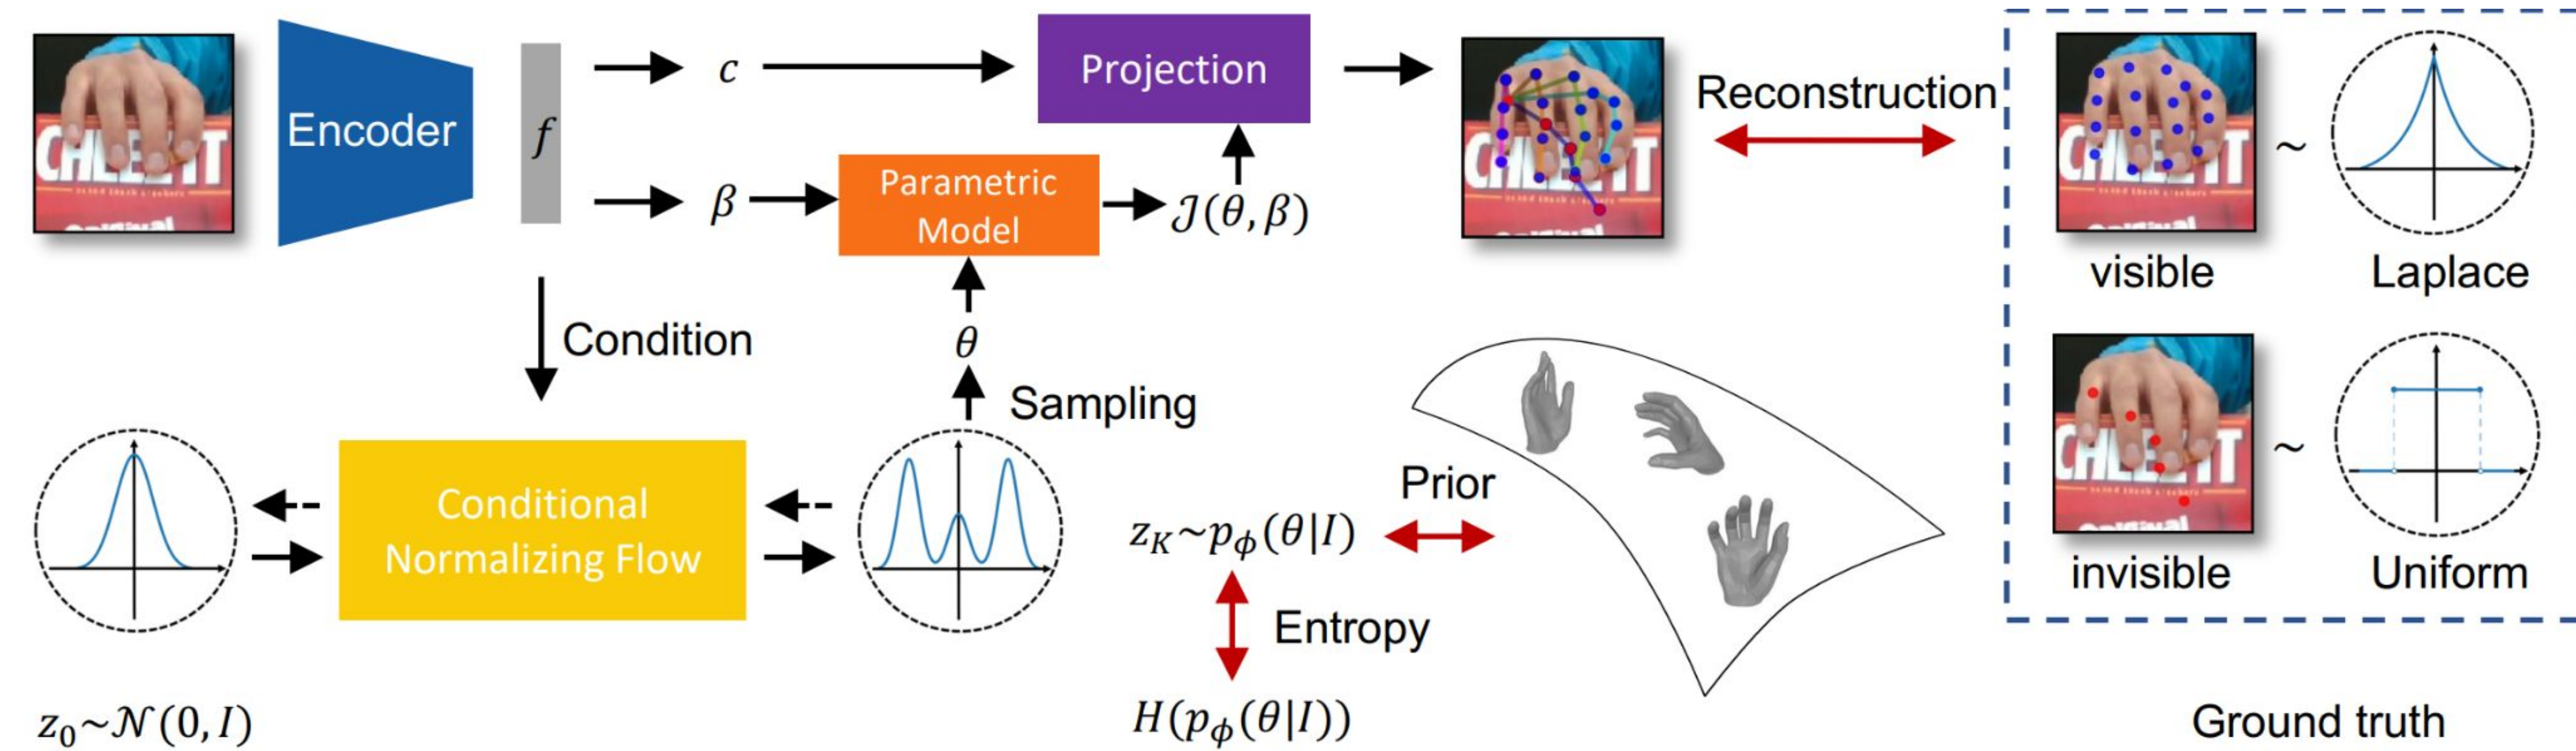 Encoder
f
c
β
Projection
Parametric
Model
𝒥(θ, β)
θ
Condition
Sampling
Conditional
Normalizing Flow
z₀~𝒩(0, I)
Prior
z_K~p_ϕ(θ|I)
Entropy
H(p_ϕ(θ|I))
Reconstruction
visible
~
Laplace
invisible
~
Uniform
Ground truth